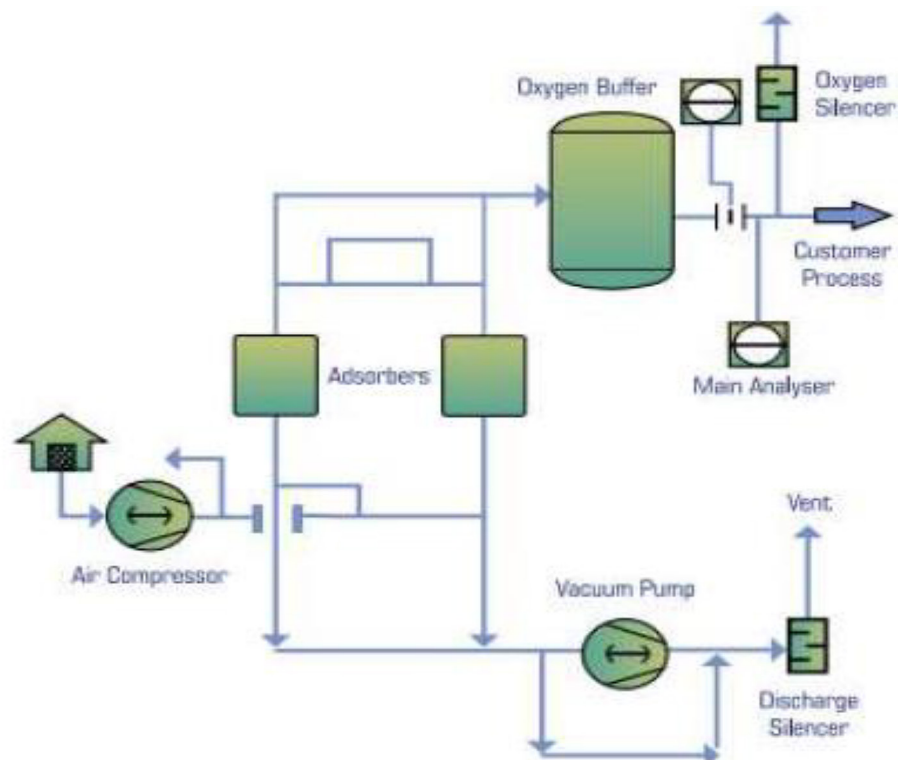 Oxygen Buffer
Oxygen
Silencer
Customer
Process
Adsorbers
Main Analyser
Air Compressor
Vent
Vacuum Pump
Discharge
Silencer